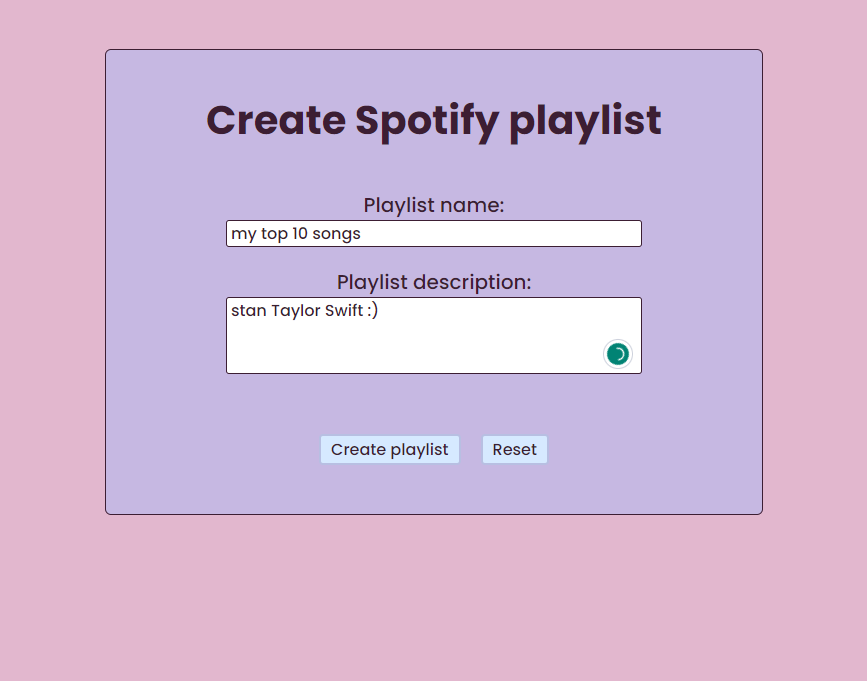 Create Spotify playlist
Playlist name:
my top 10 songs
Playlist description:
stan Taylor Swift :)
Create playlist
Reset